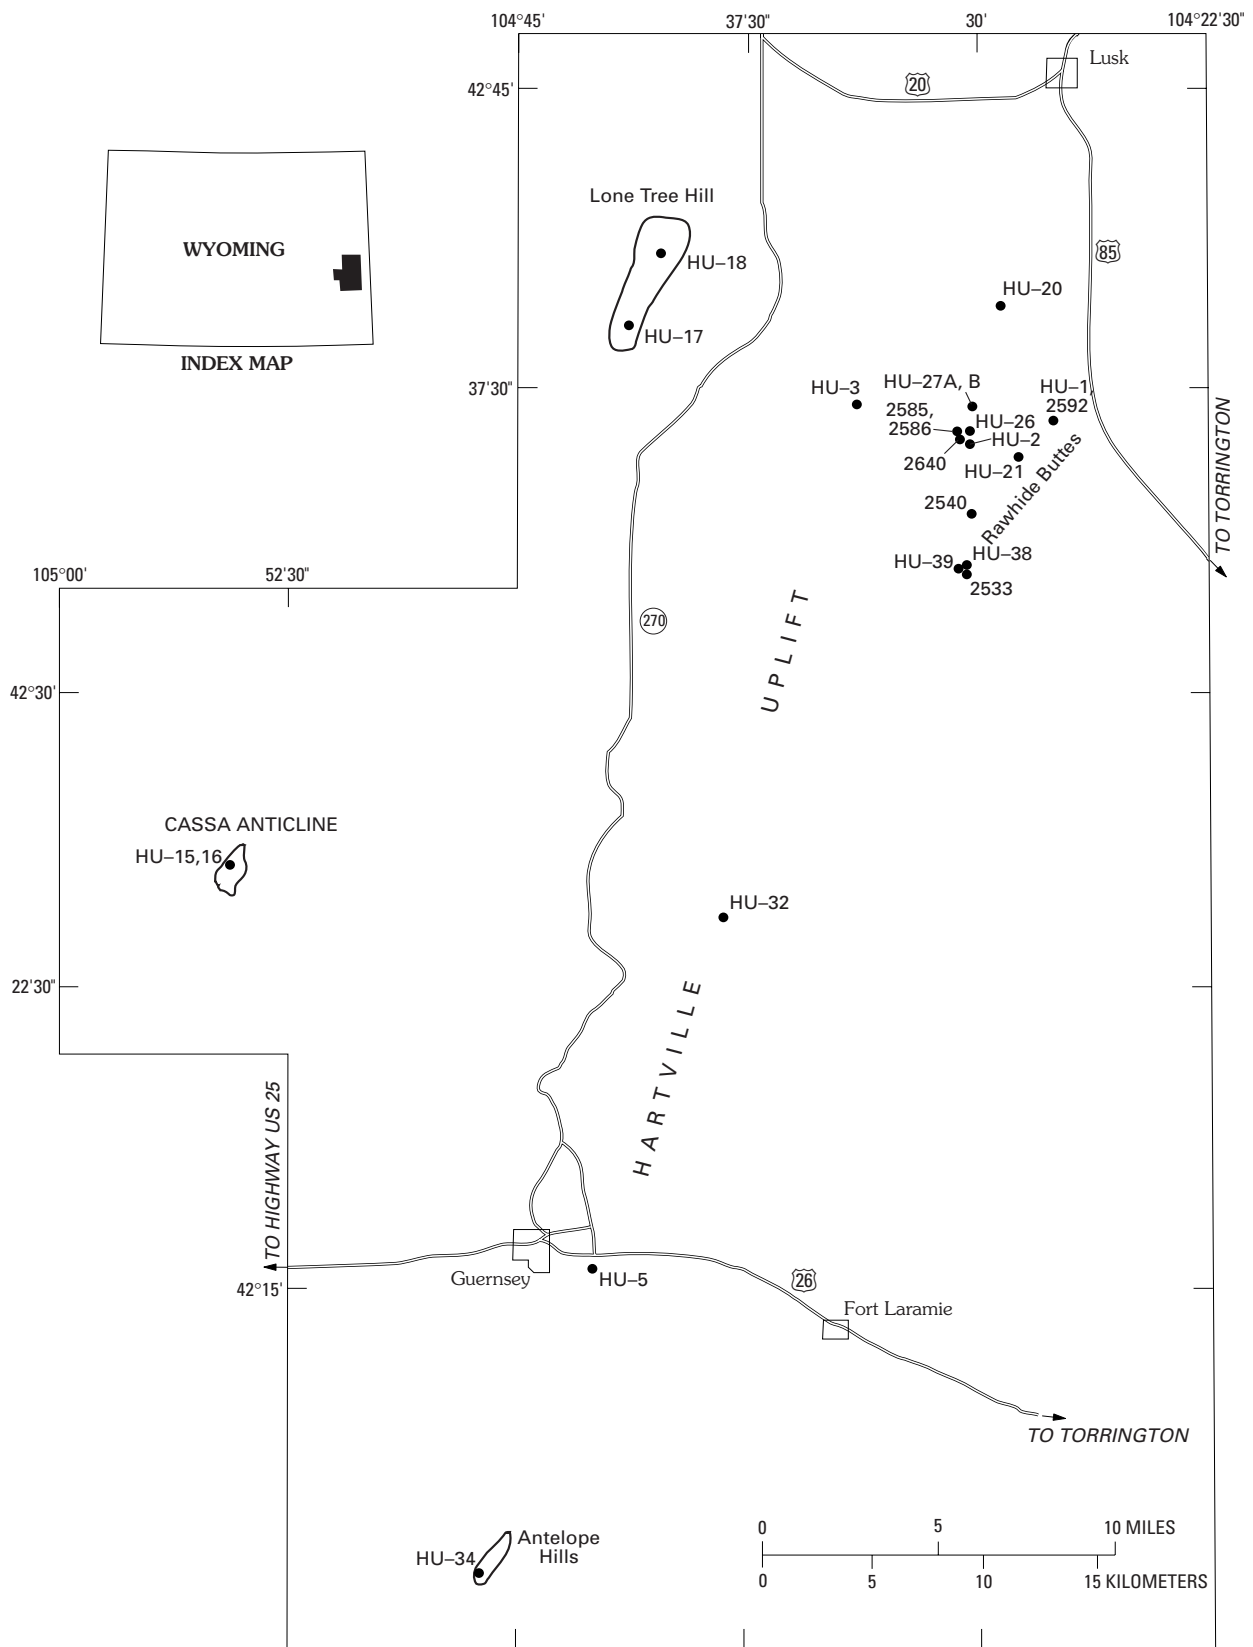 104°45'
37'30"
30'
104°22'30"
Lusk
20
42°45'
Lone Tree Hill
WYOMING
HU–18
85
HU–20
HU–17
INDEX MAP
37'30"
HU–3
HU–27A, B
HU–1,
2592
2585,
2586
HU–26
HU–2
2640
HU–21
Rawhide Buttes
TO TORRINGTON
2540
HU–38
HU–39
2533
105°00'
52'30"
270
UPLIFT
42°30'
CASSA ANTICLINE
HU–15,16
HU–32
22'30"
HARTVILLE
TO HIGHWAY US 25
Guernsey
HU–5
26
42°15'
Fort Laramie
TO TORRINGTON
0 5 10 MILES
Antelope
Hills
HU–34
0 5 10 15 KILOMETERS